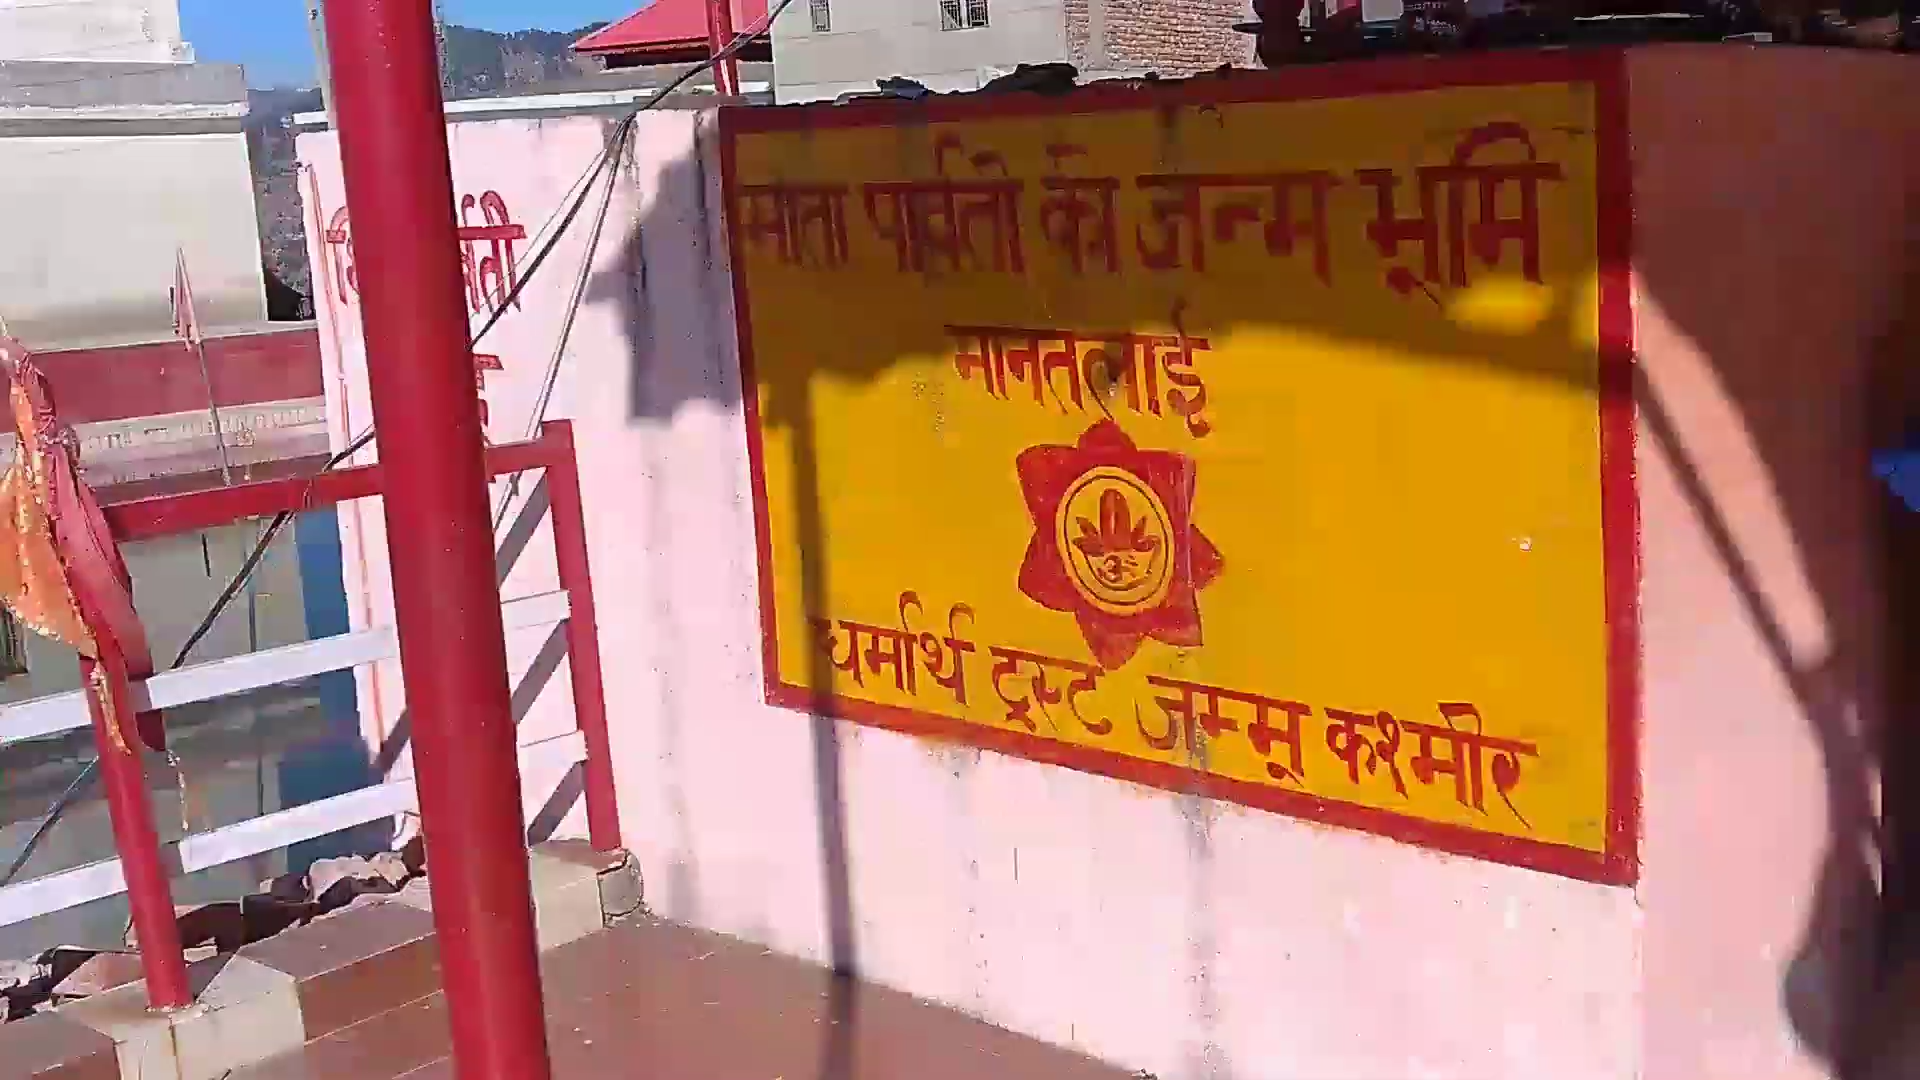 माता पार्वती की जन्म भूमि
मानतलाई
ॐ
धर्मार्थ ट्रस्ट जम्मू कश्मीर